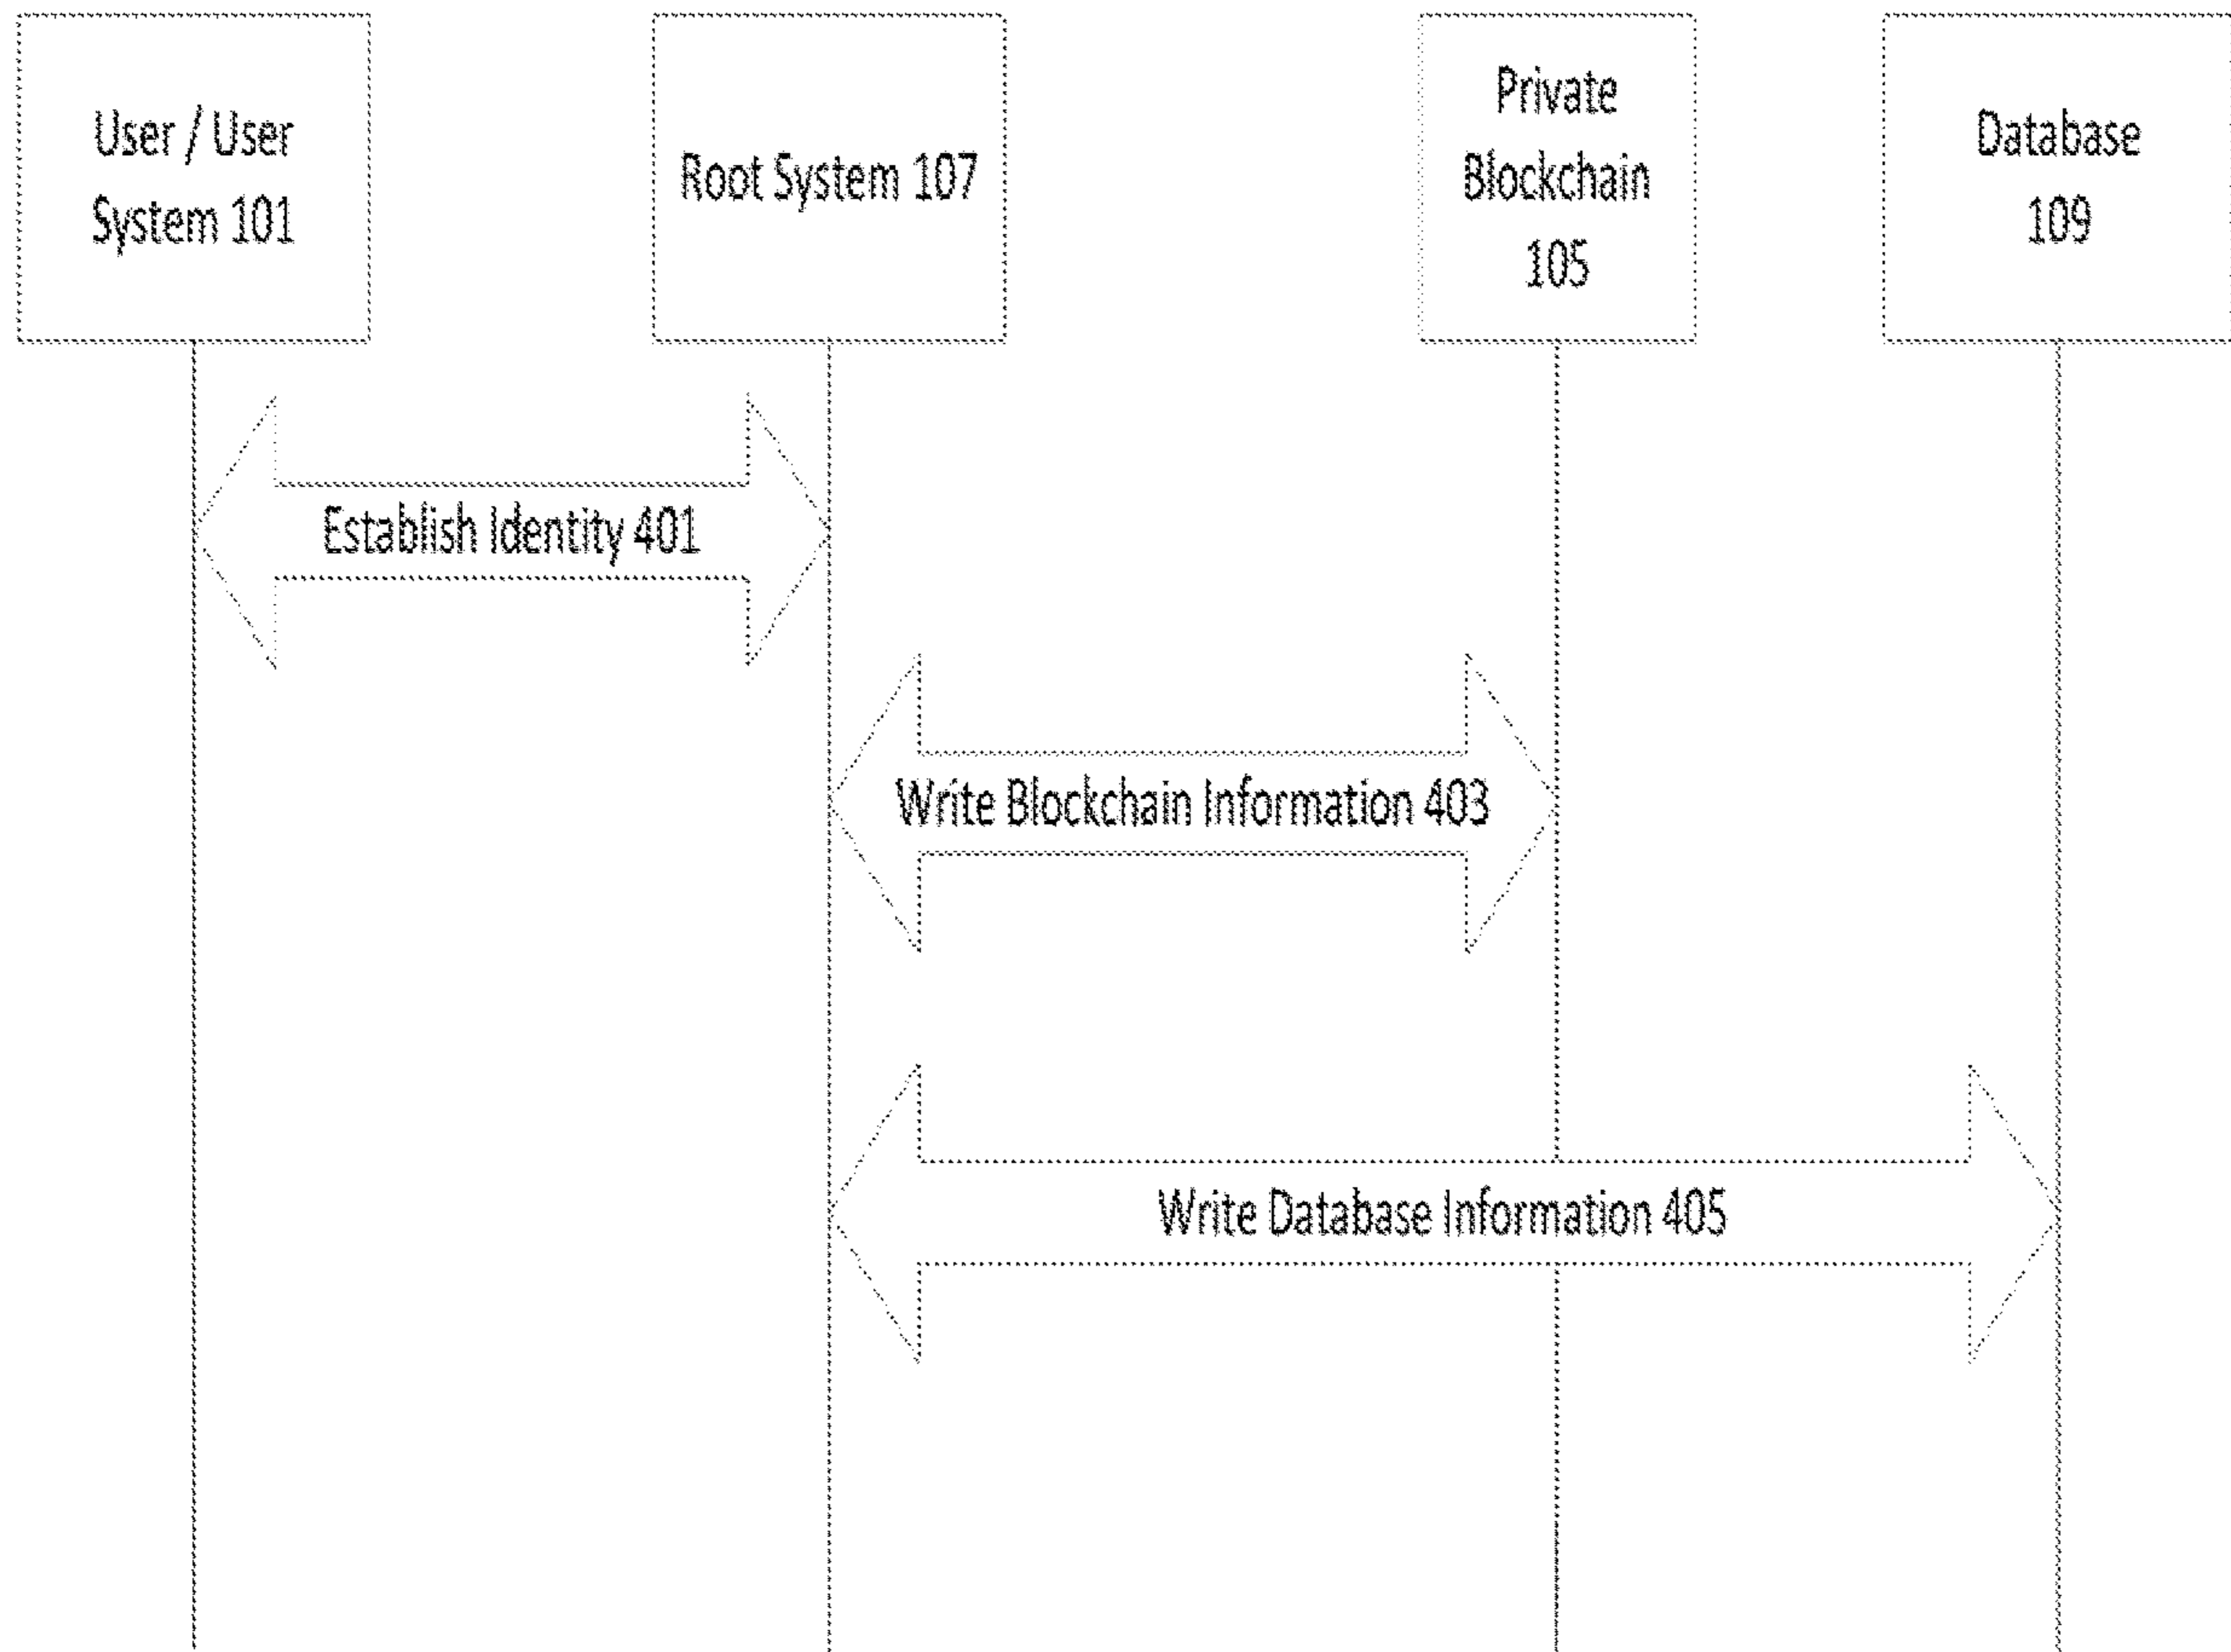 User / User
System 101
Root System 107
Private
Blockchain
105
Database
109
Establish Identity 401
Write Blockchain Information 403
Write Database Information 405